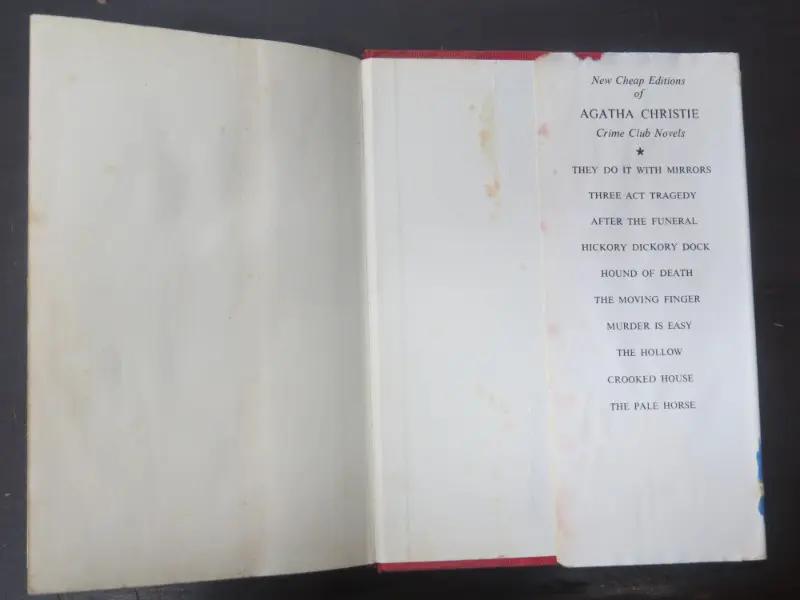 New Cheap Editions
of
AGATHA CHRISTIE
Crime Club Novels
★
THEY DO IT WITH MIRRORS
THREE ACT TRAGEDY
AFTER THE FUNERAL
HICKORY DICKORY DOCK
HOUND OF DEATH
THE MOVING FINGER
MURDER IS EASY
THE HOLLOW
CROOKED HOUSE
THE PALE HORSE